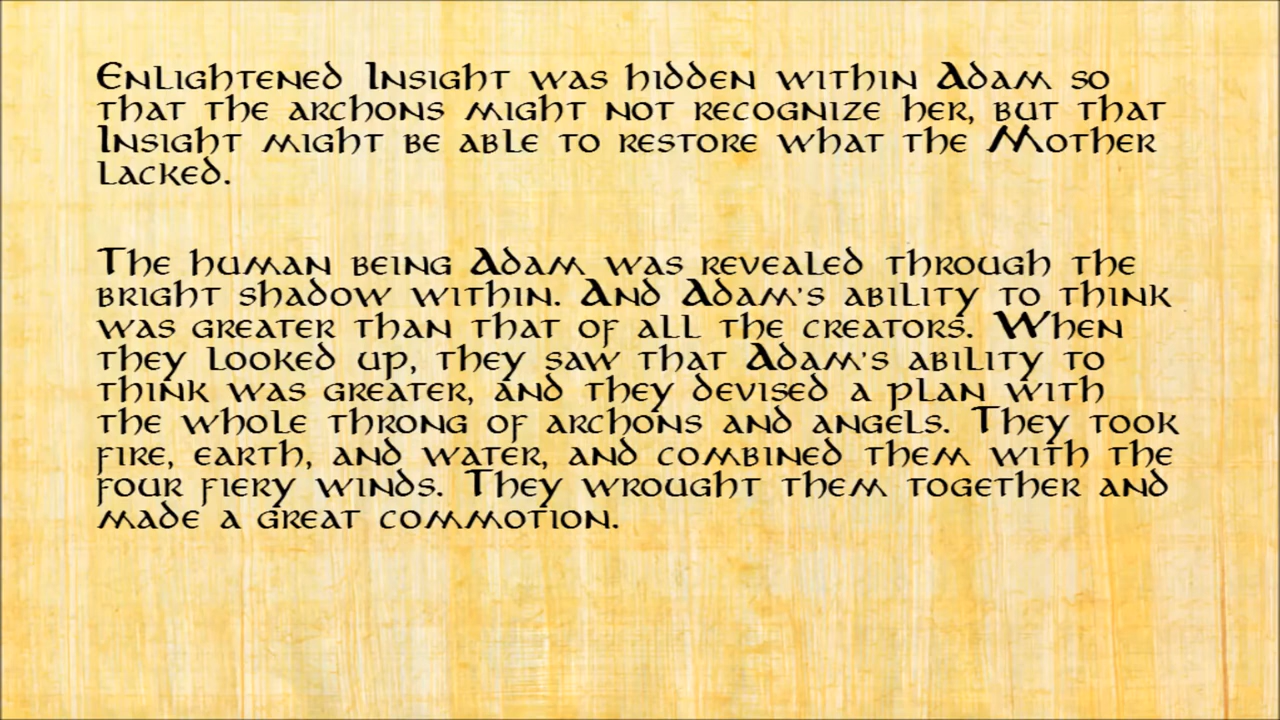 Enlightened Insight was hidden within Adam so
that the archons might not recognize her, but that
Insight might be able to restore what the Mother
lacked.
The human being Adam was revealed through the
bright shadow within. And Adam's ability to think
was greater than that of all the creators. When
they looked up, they saw that Adam's ability to
think was greater, and they devised a plan with
the whole throng of archons and angels. They took
fire, earth, and water, and combined them with the
four fiery winds. They wrought them together and
made a great commotion.